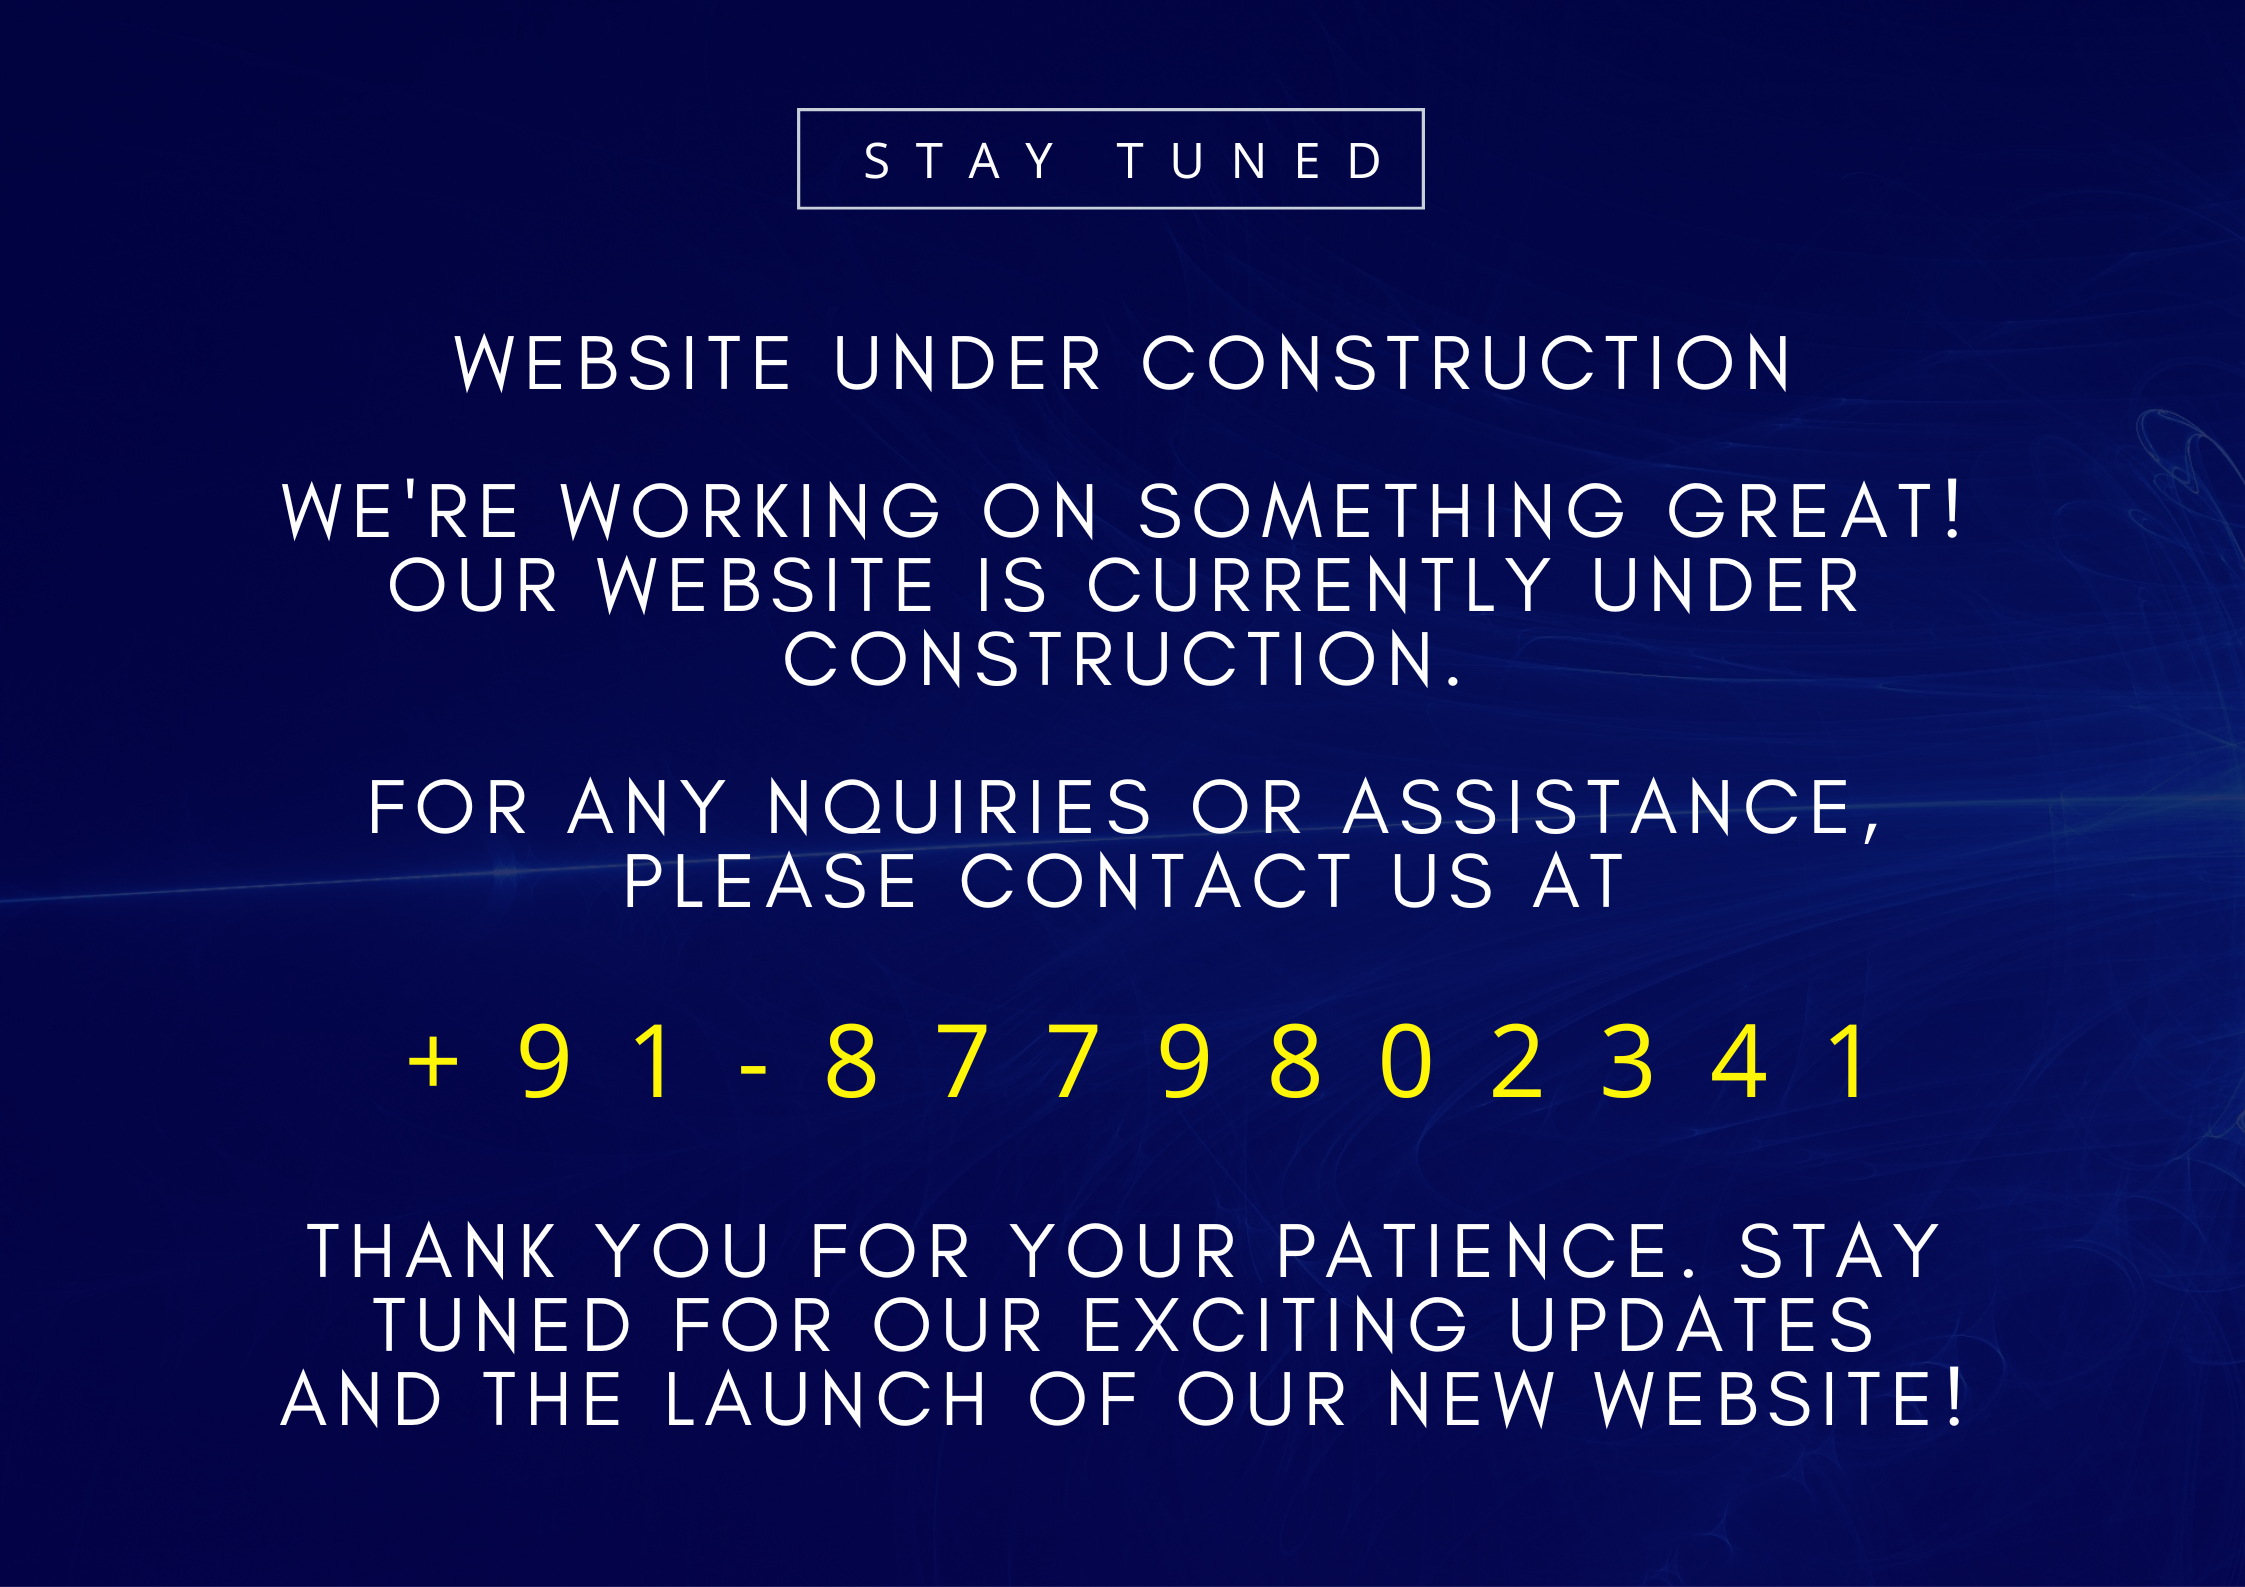 STAY TUNED
WEBSITE UNDER CONSTRUCTION
WE'RE WORKING ON SOMETHING GREAT!
OUR WEBSITE IS CURRENTLY UNDER
CONSTRUCTION.
FOR ANY NQUIRIES OR ASSISTANCE,
PLEASE CONTACT US AT
+91-8779802341
THANK YOU FOR YOUR PATIENCE. STAY
TUNED FOR OUR EXCITING UPDATES
AND THE LAUNCH OF OUR NEW WEBSITE!